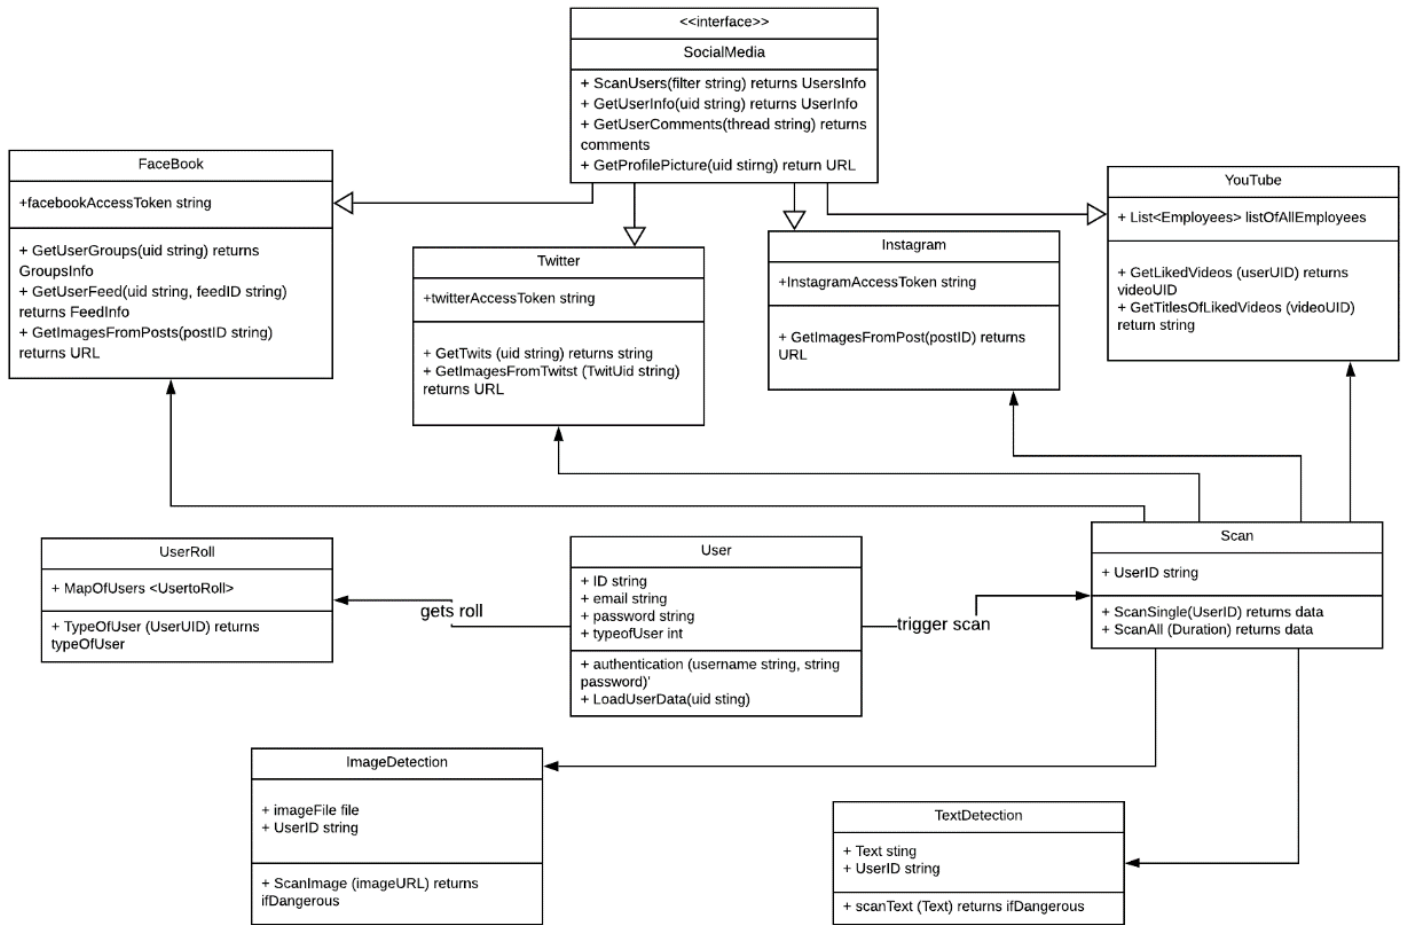 <<interface>>
SocialMedia
+ ScanUsers(filter string) returns UsersInfo
+ GetUserInfo(uid string) returns UserInfo
+ GetUserComments(thread string) returns
comments
+ GetProfilePicture(uid stirng) return URL
FaceBook
+facebookAccessToken string
+ GetUserGroups(uid string) returns
GroupsInfo
+ GetUserFeed(uid string, feedID string)
returns FeedInfo
+ GetImagesFromPosts(postID string)
returns URL
Twitter
+twitterAccessToken string
+ GetTwits (uid string) returns string
+ GetImagesFromTwitst (TwitUid string)
returns URL
Instagram
+InstagramAccessToken string
+ GetImagesFromPost(postID) returns
URL
YouTube
+ List<Employees> listOfAllEmployees
+ GetLikedVideos (userUID) returns
videoUID
+ GetTitlesOfLikedVideos (videoUID)
return string
UserRoll
+ MapOfUsers <UsertoRoll>
+ TypeOfUser (UserUID) returns
typeOfUser
gets roll
User
+ ID string
+ email string
+ password string
+ typeofUser int
+ authentication (username string, string
password)'
+ LoadUserData(uid sting)
trigger scan
Scan
+ UserID string
+ ScanSingle(UserID) returns data
+ ScanAll (Duration) returns data
ImageDetection
+ imageFile file
+ UserID string
+ ScanImage (imageURL) returns
ifDangerous
TextDetection
+ Text sting
+ UserID string
+ scanText (Text) returns ifDangerous